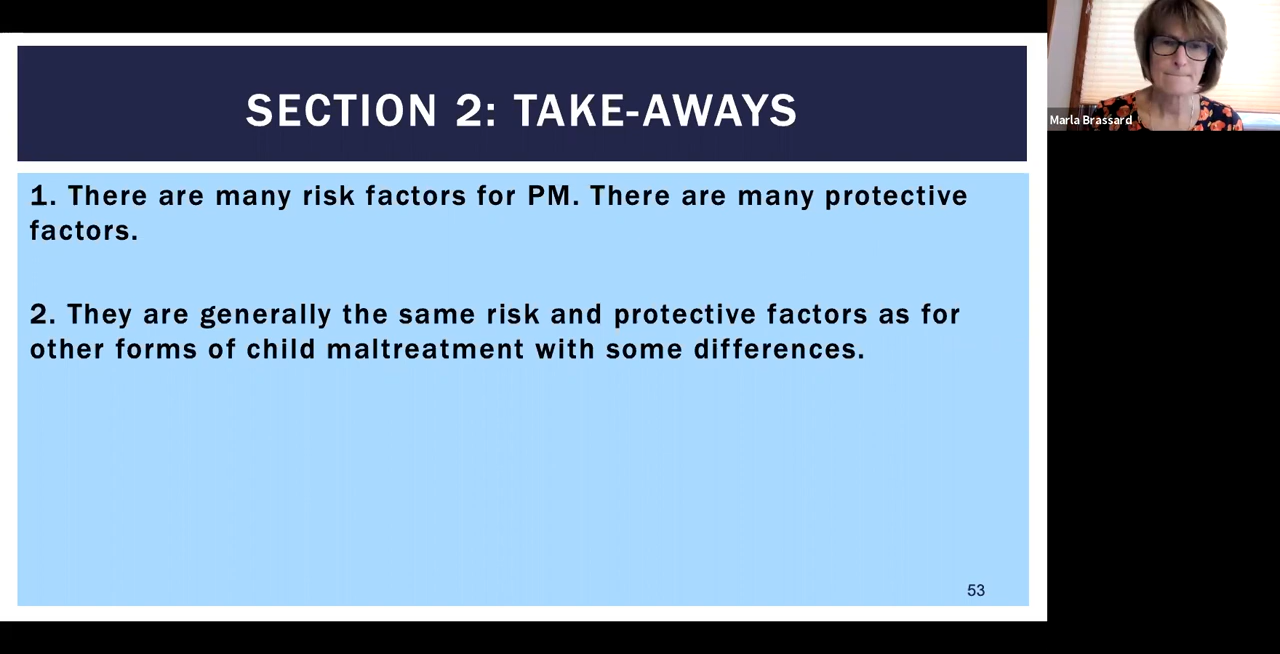 SECTION 2: TAKE-AWAYS
Marla Brassard
1. There are many risk factors for PM. There are many protective
factors.
2. They are generally the same risk and protective factors as for
other forms of child maltreatment with some differences.
53